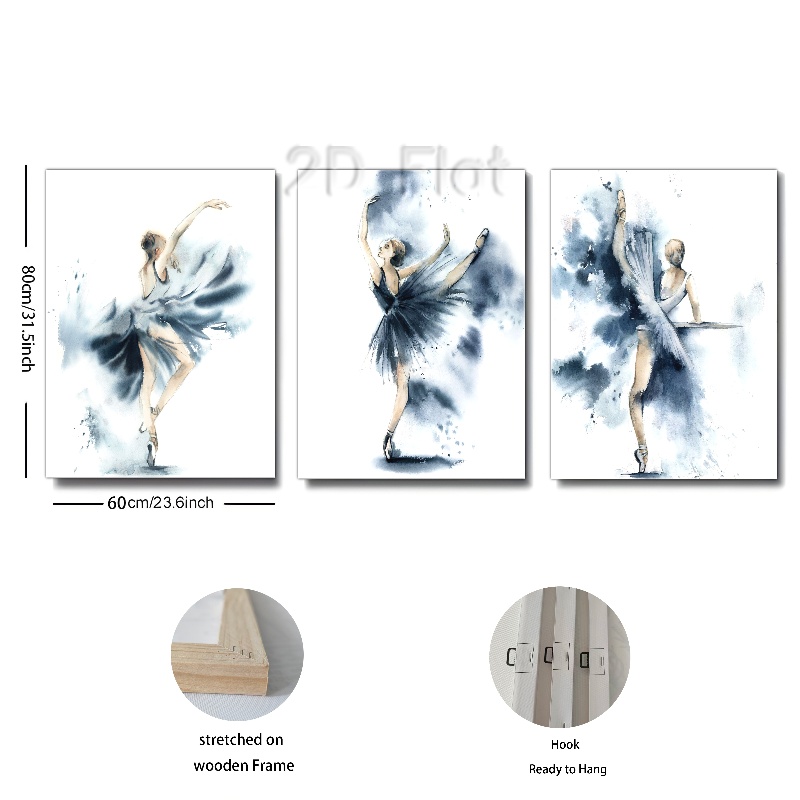 2D Flat
80cm/31.5inch
60cm/23.6inch
stretched on
wooden Frame
Hook
Ready to Hang